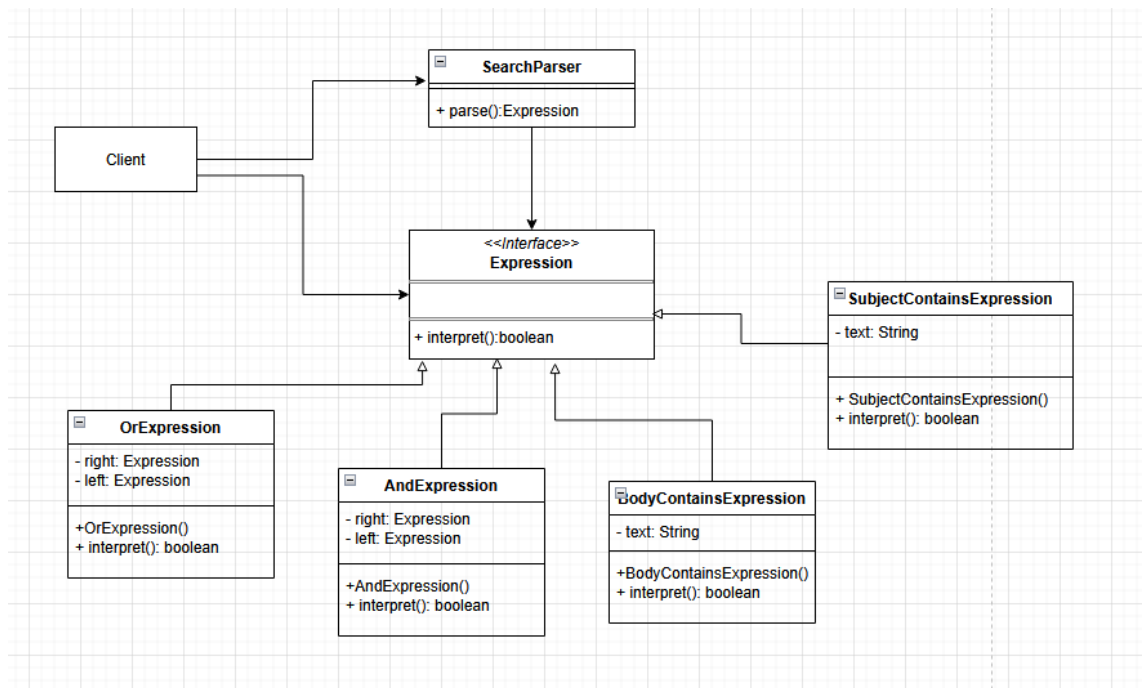 SearchParser
+ parse():Expression
Client
<<Interface>>
Expression
+ interpret():boolean
SubjectContainsExpression
- text: String
+ SubjectContainsExpression()
+ interpret(): boolean
OrExpression
- right: Expression
- left: Expression
+OrExpression()
+ interpret(): boolean
AndExpression
- right: Expression
- left: Expression
+AndExpression()
+ interpret(): boolean
BodyContainsExpression
- text: String
+BodyContainsExpression()
+ interpret(): boolean